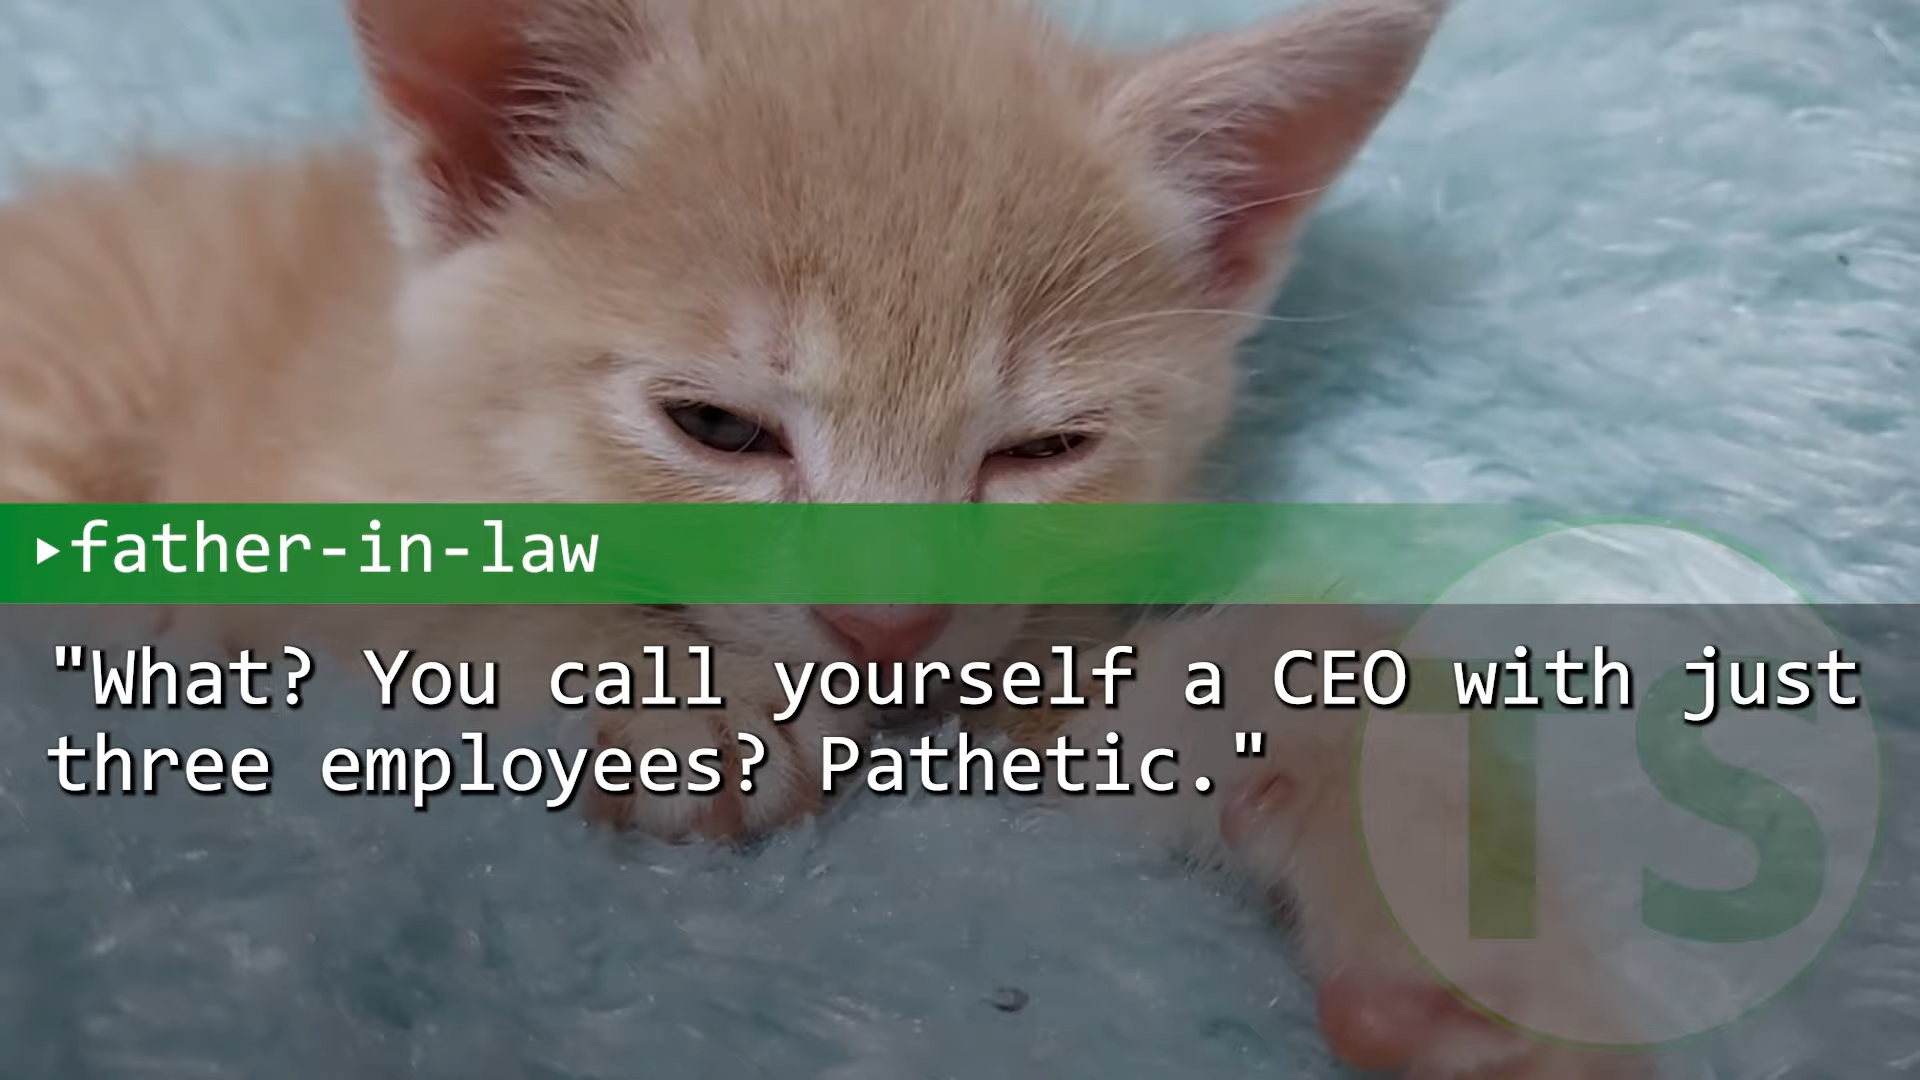 ▶father-in-law
"What? You call yourself a CEO with just
three employees? Pathetic."
TS